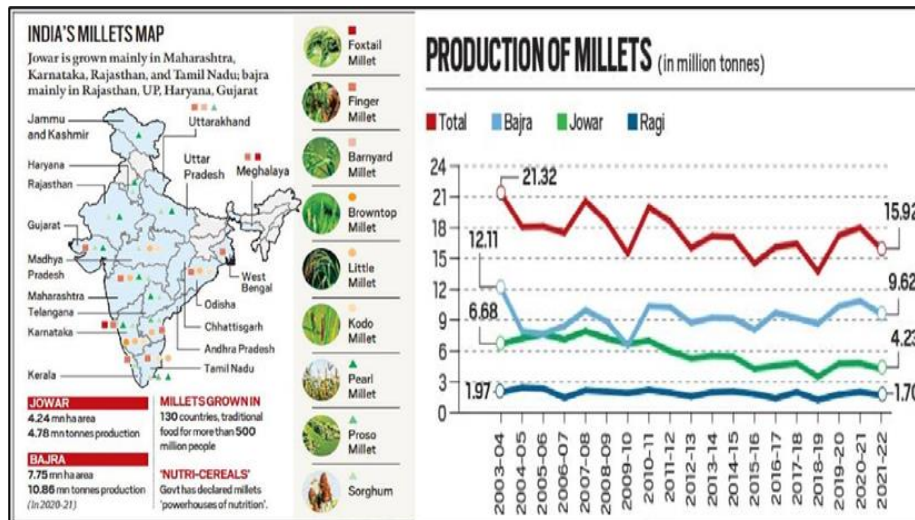 INDIA'S MILLETS MAP
Jowar is grown mainly in Maharashtra,
Karnataka, Rajasthan, and Tamil Nadu; bajra
mainly in Rajasthan, UP, Haryana, Gujarat
Jammu
and Kashmir
Uttarakhand
Haryana
Uttar
Pradesh
Meghalaya
Rajasthan
Gujarat
Madhya
Pradesh
West
Bengal
Maharashtra
Odisha
Telangana
Chhattisgarh
Karnataka
Andhra Pradesh
Kerala
Tamil Nadu
JOWAR
4.24 mn ha area
4.78 mn tonnes production
BAJRA
7.75 mn ha area
10.86 mn tonnes production
(In 2020-21)
MILLETS GROWN IN
130 countries, traditional
food for more than 500
million people
'NUTRI-CEREALS'
Govt has declared millets
'powerhouses of nutrition'.
Foxtail
Millet
Finger
Millet
Barnyard
Millet
Browntop
Millet
Little
Millet
Kodo
Millet
Pearl
Millet
Proso
Millet
Sorghum
PRODUCTION OF MILLETS (in million tonnes)
Total Bajra Jowar Ragi
24
21
18
15
12
9
6
3
0
21.32
12.11
6.68
1.97
15.92
9.62
4.23
1.70
2003-04
2004-05
2005-06
2006-07
2007-08
2008-09
2009-10
2010-11
2011-12
2012-13
2013-14
2014-15
2015-16
2016-17
2017-18
2018-19
2019-20
2020-21
2021-22